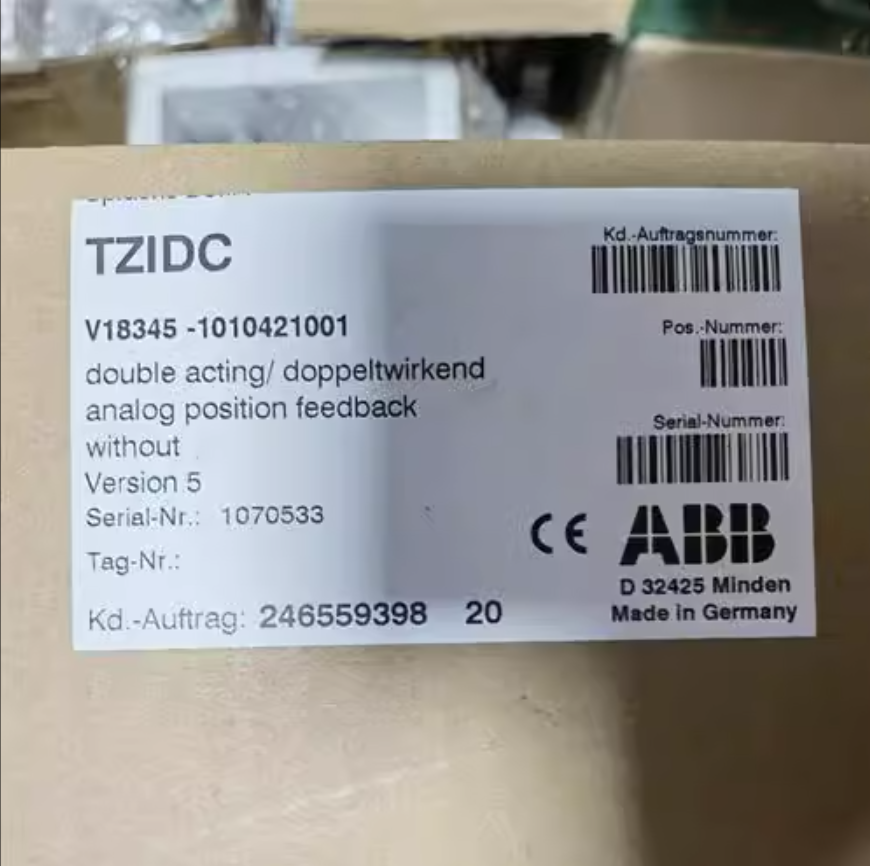 TZIDC
V18345 -1010421001
double acting/ doppeltwirkend
analog position feedback
without
Version 5
Serial-Nr.: 1070533
Tag-Nr.:
Kd.-Auftrag: 246559398 20
Kd.-Auftragsnummer:
Pos.-Nummer:
Serial-Nummer:
CE ABB
D 32425 Minden
Made in Germany